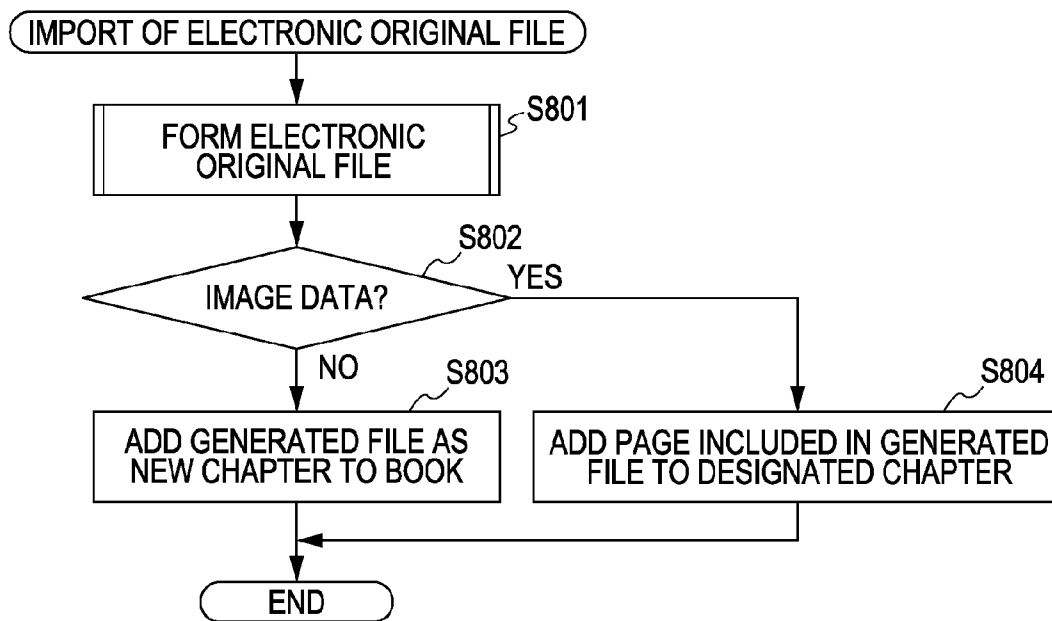 IMPORT OF ELECTRONIC ORIGINAL FILE
S801
FORM ELECTRONIC
ORIGINAL FILE
S802
IMAGE DATA?
YES
NO
S803
ADD GENERATED FILE AS
NEW CHAPTER TO BOOK
S804
ADD PAGE INCLUDED IN GENERATED
FILE TO DESIGNATED CHAPTER
END